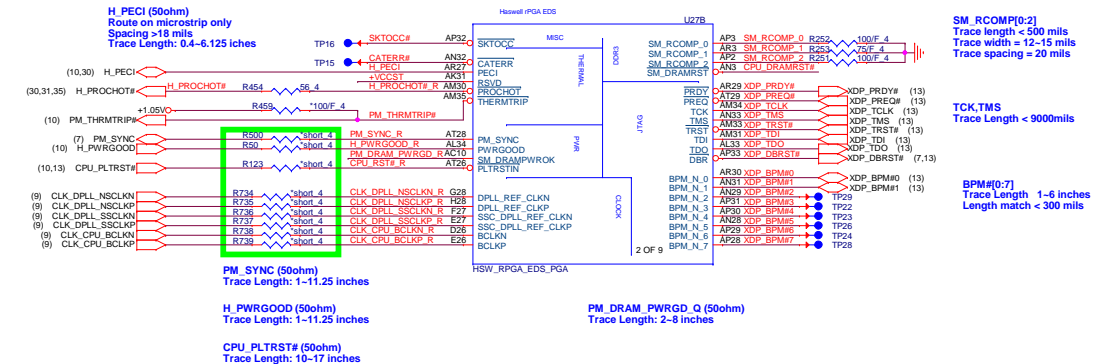 H_PECI (50ohm)
Route on microstrip only
Spacing >18 mils
Trace Length: 0.4~6.125 inches
Haswell rPGA EDS
U27B
MISC
THERMAL
DDR3
JTAG
PWR
CLOCK
2 OF 9
HSW_RPGA_EDS_PGA
TP16 SKTOCC# AP32 SKTOCC
TP15 CATERR# AN32 CATERR
(10,30) H_PECI H_PECI AR27 PECI
+VCCST AK31 RSVD
(30,31,35) H_PROCHOT# H_PROCHOT# R454 56_4 H_PROCHOT#_R AM30 PROCHOT
AM35 THERMTRIP
+1.05V R459 *100/F_4
(10) PM_THRMTRIP# PM_THRMTRIP#
(7) PM_SYNC R500 *short_4 PM_SYNC_R AT28 PM_SYNC
(10) H_PWRGOOD R50 *short_4 H_PWRGOOD_R AL34 PWRGOOD
PM_DRAM_PWRGD_R AC10 SM_DRAMPWROK
(10,13) CPU_PLTRST# R123 *short_4 CPU_RST#_R AT26 PLTRSTIN
(9) CLK_DPLL_NSCLKN R734 *short_4 CLK_DPLL_NSCLKN_R G28 DPLL_REF_CLKN
(9) CLK_DPLL_NSCLKP R735 *short_4 CLK_DPLL_NSCLKP_R H28 DPLL_REF_CLKP
(9) CLK_DPLL_SSCLKN R736 *short_4 CLK_DPLL_SSCLKN_R F27 SSC_DPLL_REF_CLKN
(9) CLK_DPLL_SSCLKP R737 *short_4 CLK_DPLL_SSCLKP_R E27 SSC_DPLL_REF_CLKP
(9) CLK_CPU_BCLKN R738 *short_4 CLK_CPU_BCLKN_R D26 BCLKN
(9) CLK_CPU_BCLKP R739 *short_4 CLK_CPU_BCLKP_R E26 BCLKP
SM_RCOMP_0 AP3 SM_RCOMP_0 R252 100/F_4
SM_RCOMP_1 AR3 SM_RCOMP_1 R253 75/F_4
SM_RCOMP_2 AP2 SM_RCOMP_2 R251 100/F_4
SM_DRAMRST AN3 CPU_DRAMRST#
PRDY AR29 XDP_PRDY# XDP_PRDY# (13)
PREQ AT29 XDP_PREQ# XDP_PREQ# (13)
TCK AM34 XDP_TCLK XDP_TCLK (13)
TMS AN33 XDP_TMS XDP_TMS (13)
TRST AM33 XDP_TRST# XDP_TRST# (13)
TDI AM31 XDP_TDI XDP_TDI (13)
TDO AL33 XDP_TDO XDP_TDO (13)
DBR AP33 XDP_DBRST# XDP_DBRST# (7,13)
BPM_N_0 AR30 XDP_BPM#0 XDP_BPM#0 (13)
BPM_N_1 AN31 XDP_BPM#1 XDP_BPM#1 (13)
BPM_N_2 AN29 XDP_BPM#2 TP29
BPM_N_3 AP31 XDP_BPM#3 TP22
BPM_N_4 AP30 XDP_BPM#4 TP23
BPM_N_5 AN28 XDP_BPM#5 TP26
BPM_N_6 AP29 XDP_BPM#6 TP24
BPM_N_7 AP28 XDP_BPM#7 TP28
SM_RCOMP[0:2]
Trace length < 500 mils
Trace width = 12~15 mils
Trace spacing = 20 mils
TCK,TMS
Trace Length < 9000mils
BPM#[0:7]
Trace Length 1~6 inches
Length match < 300 mils
PM_SYNC (50ohm)
Trace Length: 1~11.25 inches
H_PWRGOOD (50ohm)
Trace Length: 1~11.25 inches
CPU_PLTRST# (50ohm)
Trace Length: 10~17 inches
PM_DRAM_PWRGD_Q (50ohm)
Trace Length: 2~8 inches